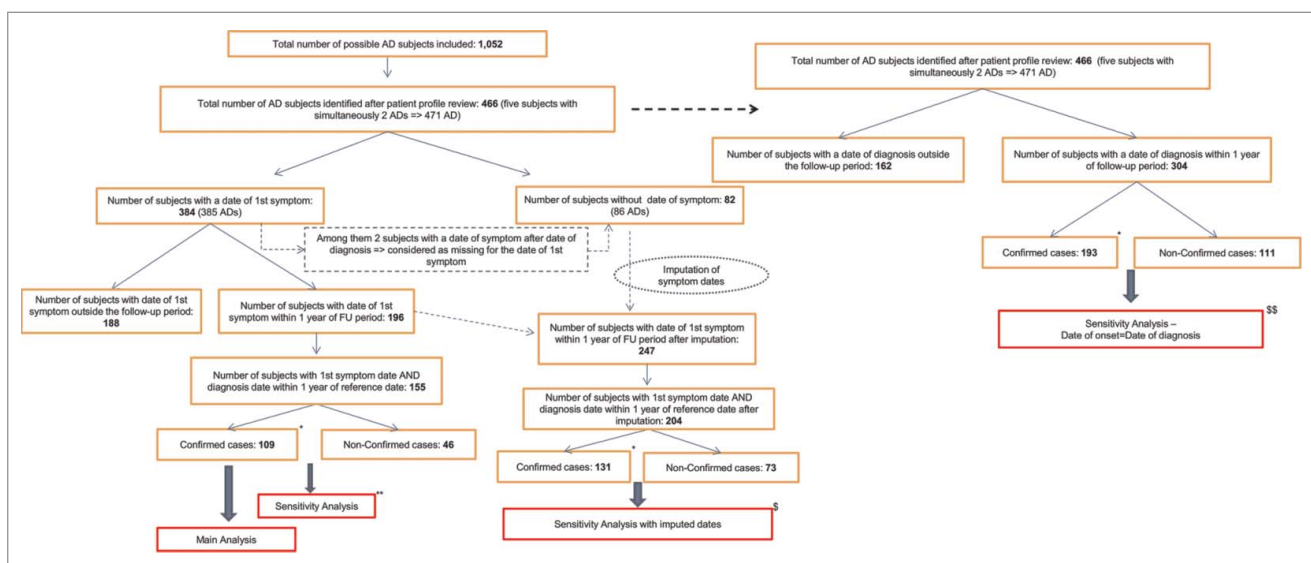 Total number of possible AD subjects included: 1,052
Total number of AD subjects identified after patient profile review: 466 (five subjects with
simultaneously 2 ADs => 471 AD)
Number of subjects with a date of 1st symptom:
384 (385 ADs)
Number of subjects without date of symptom: 82
(86 ADs)
Among them 2 subjects with a date of symptom after date of
diagnosis => considered as missing for the date of 1st
symptom
Imputation of
symptom dates
Number of subjects with date of 1st
symptom outside the follow-up period:
188
Number of subjects with date of 1st
symptom within 1 year of FU period: 196
Number of subjects with date of 1st symptom
within 1 year of FU period after imputation:
247
Number of subjects with 1st symptom date AND
diagnosis date within 1 year of reference date: 155
Number of subjects with 1st symptom date AND
diagnosis date within 1 year of reference date after
imputation: 204
Confirmed cases: 109
*
Non-Confirmed cases: 46
Confirmed cases: 131
*
Non-Confirmed cases: 73
Sensitivity Analysis
**
Main Analysis
Sensitivity Analysis with imputed dates
$
Total number of AD subjects identified after patient profile review: 466 (five subjects with
simultaneously 2 ADs => 471 AD)
Number of subjects with a date of diagnosis outside
the follow-up period: 162
Number of subjects with a date of diagnosis within 1 year
of follow-up period: 304
Confirmed cases: 193
*
Non-Confirmed cases: 111
Sensitivity Analysis –
Date of onset=Date of diagnosis
$$